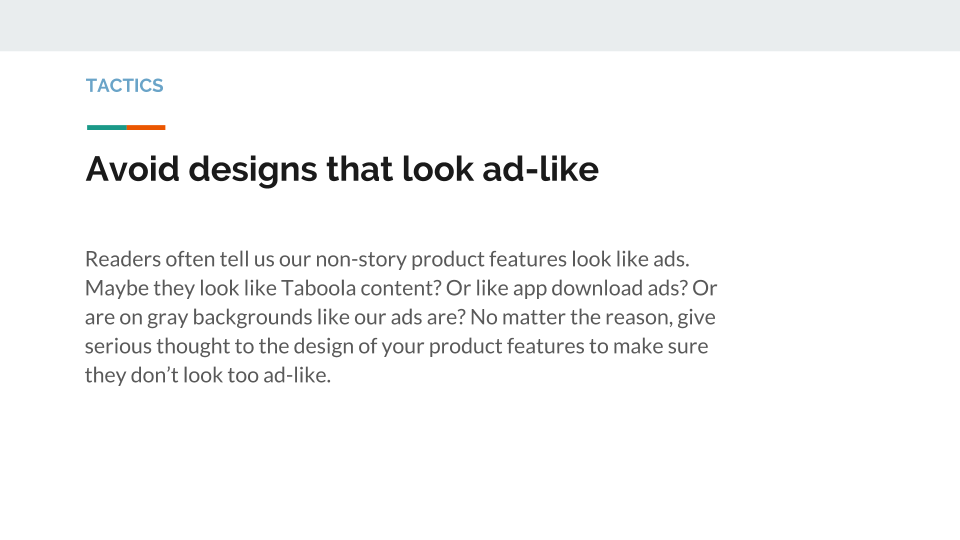 TACTICS
Avoid designs that look ad-like
Readers often tell us our non-story product features look like ads.
Maybe they look like Taboola content? Or like app download ads? Or
are on gray backgrounds like our ads are? No matter the reason, give
serious thought to the design of your product features to make sure
they don’t look too ad-like.